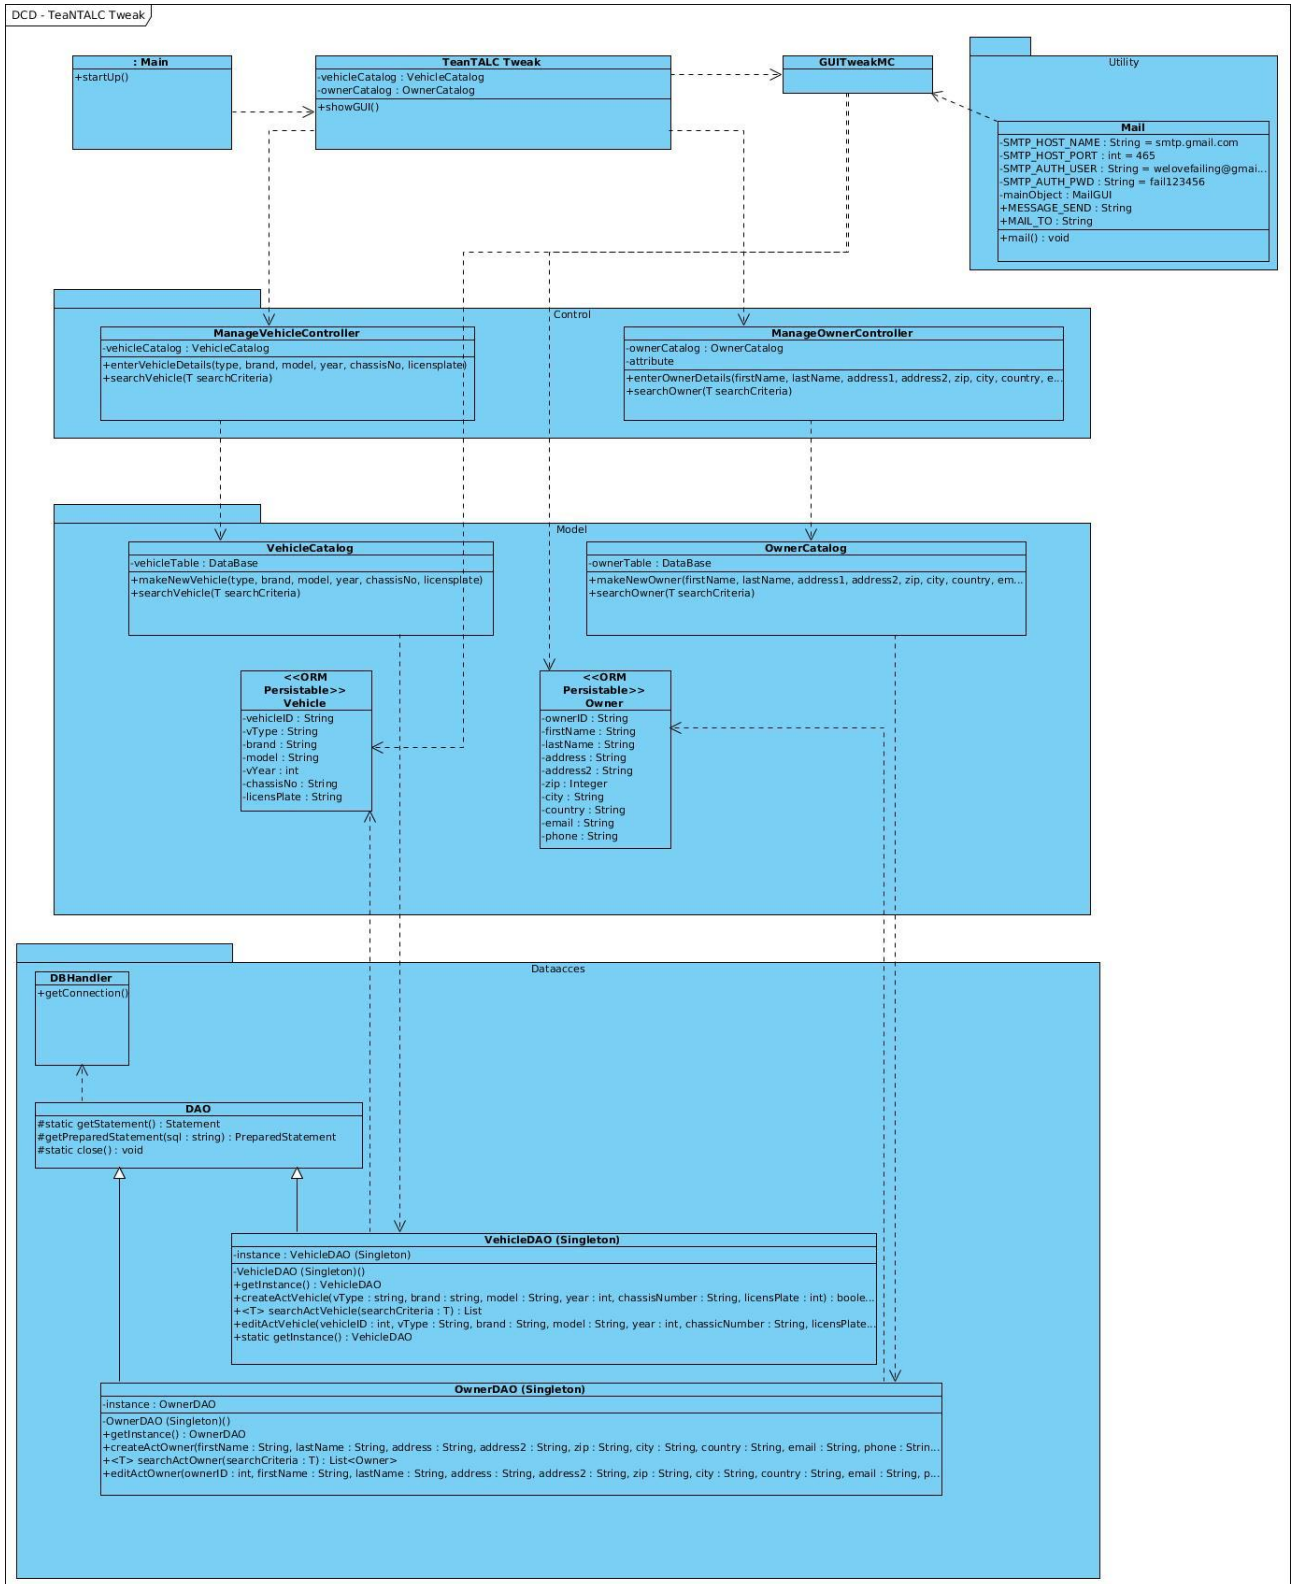 DCD - TeaNTALC Tweak
: Main
+startUp()
TeanTALC Tweak
-vehicleCatalog : VehicleCatalog
-ownerCatalog : OwnerCatalog
+showGUI()
GUITweakMC
Utility
Mail
-SMTP_HOST_NAME : String = smtp.gmail.com
-SMTP_HOST_PORT : int = 465
-SMTP_AUTH_USER : String = welovefailing@gmai...
-SMTP_AUTH_PWD : String = fail123456
-mainObject : MailGUI
+MESSAGE_SEND : String
+MAIL_TO : String
+mail() : void
Control
ManageVehicleController
-vehicleCatalog : VehicleCatalog
+enterVehicleDetails(type, brand, model, year, chassisNo, licensplate)
+searchVehicle(T searchCriteria)
ManageOwnerController
-ownerCatalog : OwnerCatalog
-attribute
+enterOwnerDetails(firstName, lastName, address1, address2, zip, city, country, e...
+searchOwner(T searchCriteria)
Model
VehicleCatalog
-vehicleTable : DataBase
+makeNewVehicle(type, brand, model, year, chassisNo, licensplate)
+searchVehicle(T searchCriteria)
OwnerCatalog
-ownerTable : DataBase
+makeNewOwner(firstName, lastName, address1, address2, zip, city, country, em...
+searchOwner(T searchCriteria)
<<ORM
Persistable>>
Vehicle
-vehicleID : String
-vType : String
-brand : String
-model : String
-vYear : int
-chassisNo : String
-licensPlate : String
<<ORM
Persistable>>
Owner
-ownerID : String
-firstName : String
-lastName : String
-address : String
-address2 : String
-zip : Integer
-city : String
-country : String
-email : String
-phone : String
Dataacces
DBHandler
+getConnection()
DAO
#static getStatement() : Statement
#getPreparedStatement(sql : string) : PreparedStatement
#static close() : void
VehicleDAO (Singleton)
-instance : VehicleDAO (Singleton)
-VehicleDAO (Singleton)()
+getInstance() : VehicleDAO
+createActVehicle(vType : string, brand : string, model : String, year : int, chassisNumber : String, licensPlate : int) : boole...
+<T> searchActVehicle(searchCriteria : T) : List
+editActVehicle(vehicleID : int, vType : String, brand : String, model : String, year : int, chassicNumber : String, licensPlate...
+static getInstance() : VehicleDAO
OwnerDAO (Singleton)
-instance : OwnerDAO
-OwnerDAO (Singleton)()
+getInstance() : OwnerDAO
+createActOwner(firstName : String, lastName : String, address : String, address2 : String, zip : String, city : String, country : String, email : String, phone : Strin...
+<T> searchActOwner(searchCriteria : T) : List<Owner>
+editActOwner(ownerID : int, firstName : String, lastName : String, address : String, address2 : String, zip : String, city : String, country : String, email : String, p...